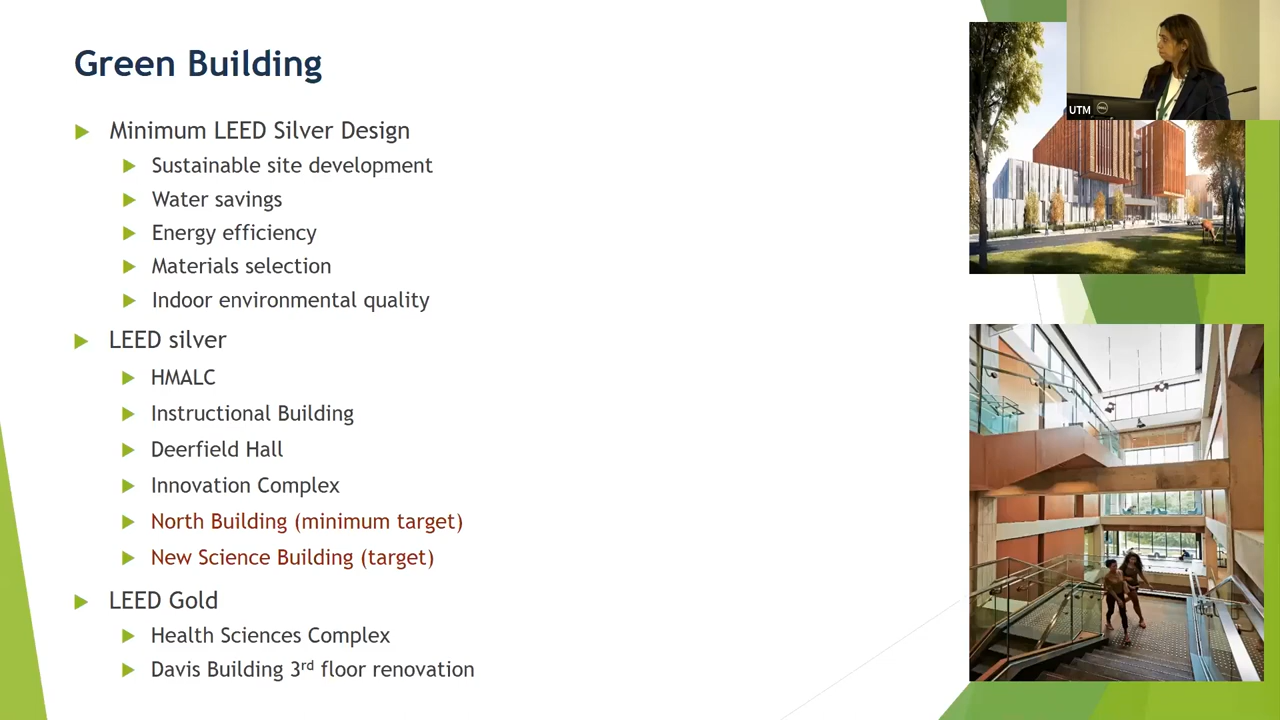 Green Building
Minimum LEED Silver Design
Sustainable site development
Water savings
Energy efficiency
Materials selection
Indoor environmental quality
LEED silver
HMALC
Instructional Building
Deerfield Hall
Innovation Complex
North Building (minimum target)
New Science Building (target)
LEED Gold
Health Sciences Complex
Davis Building 3rd floor renovation
UTM
DELL